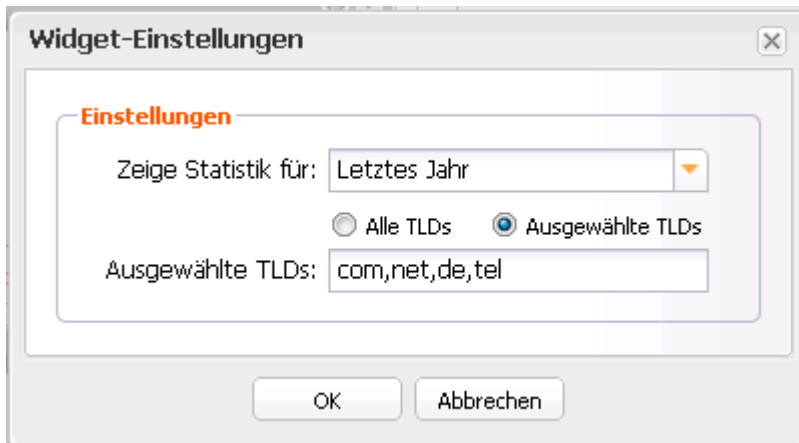 Widget-Einstellungen
Einstellungen
Zeige Statistik für: Letztes Jahr
Alle TLDs Ausgewählte TLDs
Ausgewählte TLDs: com,net,de,tel
OK Abbrechen